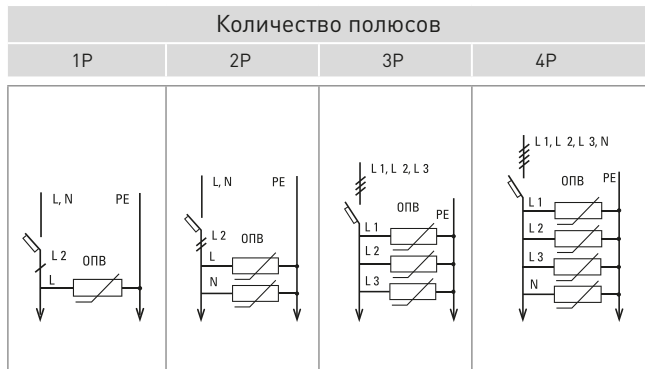 Количество полюсов
1P 2P 3P 4P
L, N PE
L 2 ОПВ
L
L, N PE
L 2 ОПВ
L
N
L 1, L 2, L 3
ОПВ PE
L 1
L 2
L 3
L 1, L 2, L 3, N
ОПВ PE
L 1
L 2
L 3
N